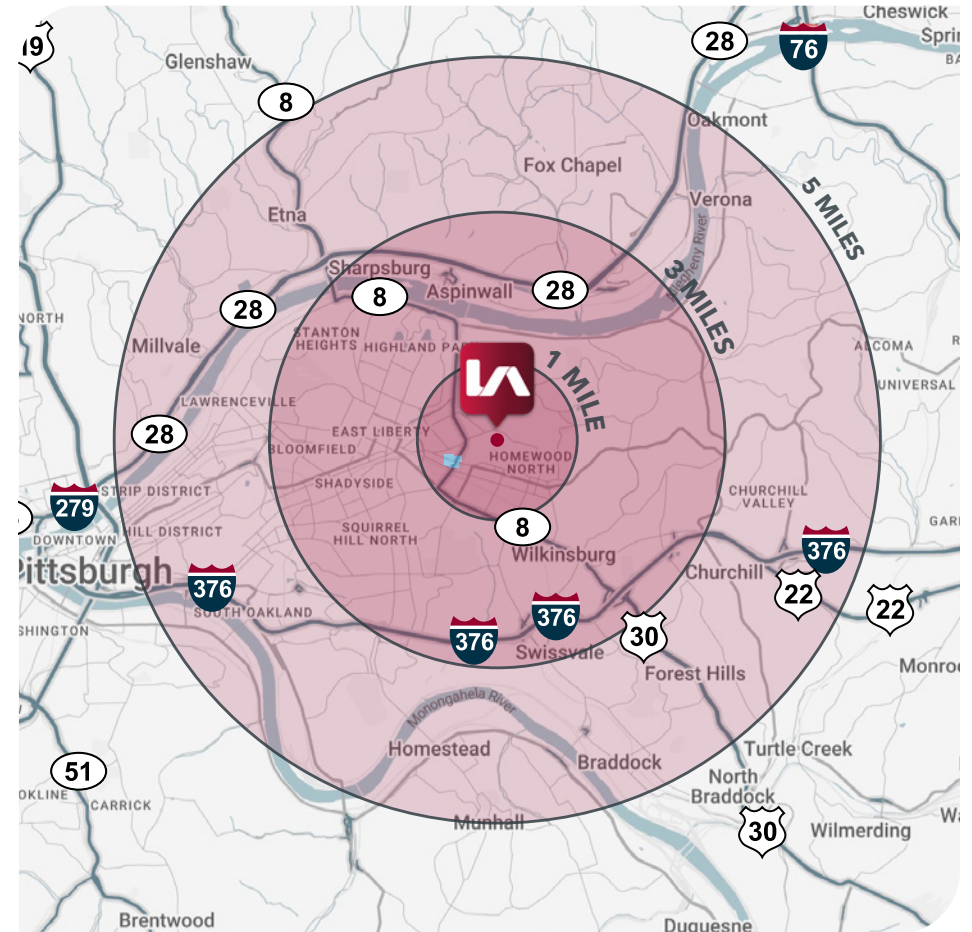 Cheswick
Glenshaw
28
76
19
8
Oakmont
Fox Chapel
5 MILES
Verona
Etna
Allegheny River
Sharpsburg
3 MILES
8
Aspinwall
28
28
NORTH
STANTON
HEIGHTS
HIGHLAND
Millvale
1 MILE
ALCOMA
UNIVERSAL
LA
LAWRENCEVILLE
28
EAST LIBERTY
BLOOMFIELD
HOMEWOOD
NORTH
SHADYSIDE
STRIP DISTRICT
279
CHURCHILL
VALLEY
HILL DISTRICT
SQUIRREL
HILL NORTH
8
DOWNTOWN
Wilkinsburg
376
Pittsburgh
376
Churchill
22
22
SOUTH OAKLAND
376
376
30
Swissvale
Forest Hills
Monongahela River
Homestead
Turtle Creek
Braddock
51
North
Braddock
CARRICK
Munhall
30
Wilmerding
Brentwood
Duquesne